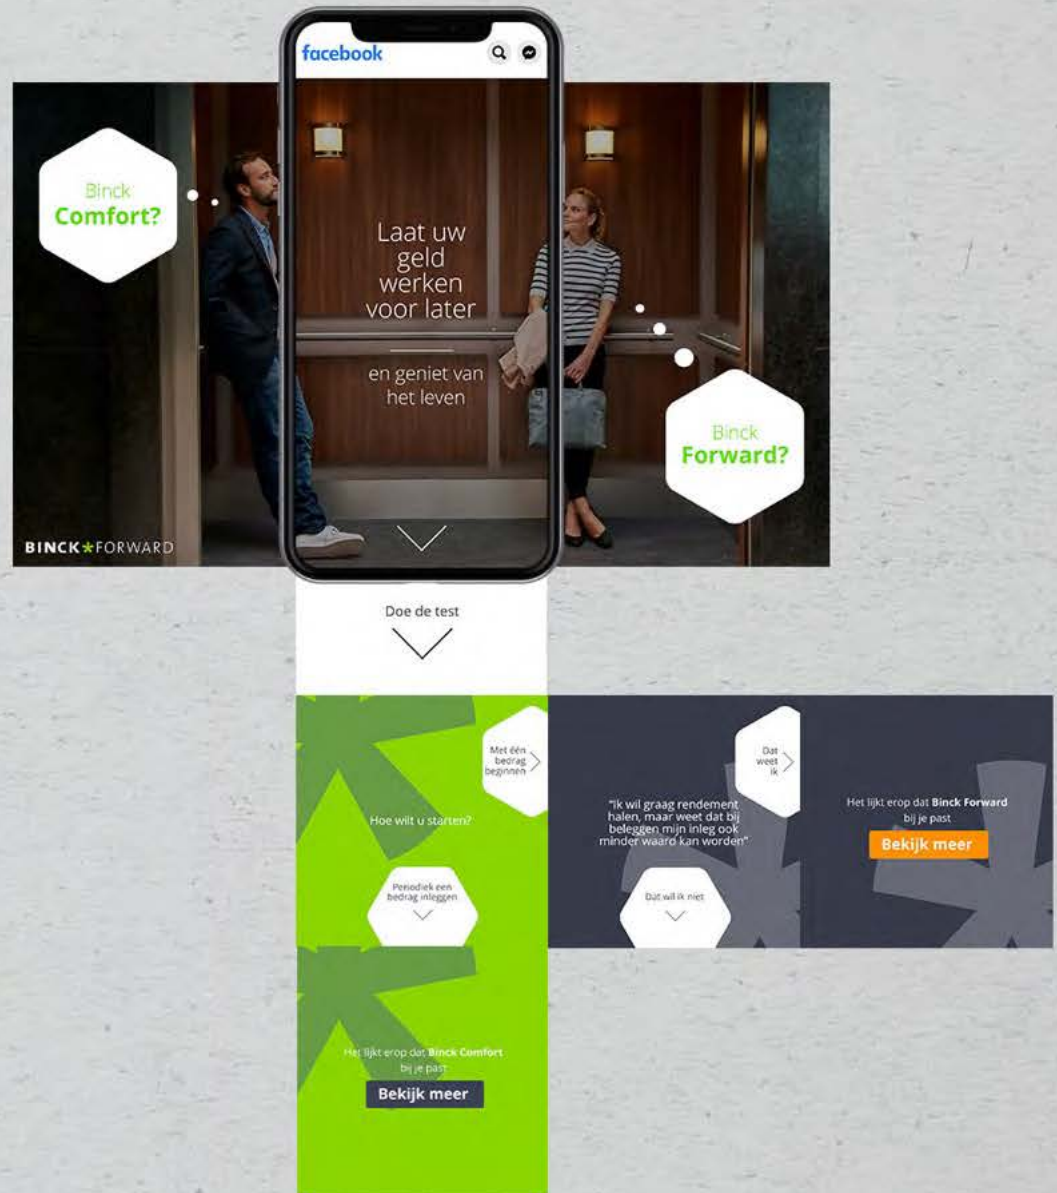 facebook
Binck
Comfort?
Laat uw
geld
werken
voor later
en geniet van
het leven
Binck
Forward?
BINCK*FORWARD
Doe de test
Met één
bedrag
beginnen
Hoe wilt u starten?
Periodiek een
bedrag inleggen
Dat
weet
ik
"Ik wil graag rendement
halen, maar weet dat bij
beleggen mijn inleg ook
minder waard kan worden"
Dat wil ik niet
Het lijkt erop dat Binck Forward
bij je past
Bekijk meer
Het lijkt erop dat Binck Comfort
bij je past
Bekijk meer